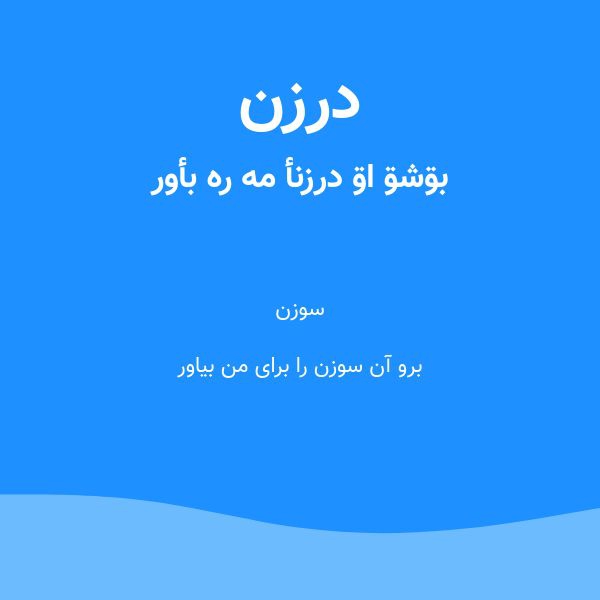 درزن
بۊشۊ اۊ درزنأ مه ره بأور
سوزن
برو آن سوزن را برای من بیاور